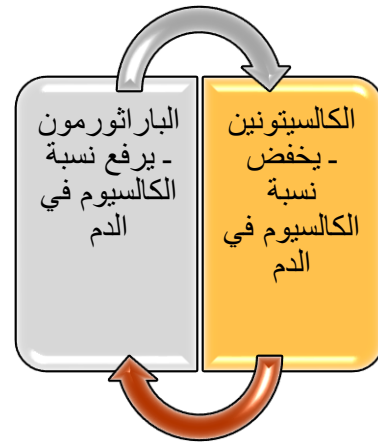 الكالسيتونين
- يخفض
نسبة
الكالسيوم في
الدم
الباراثورمون
- يرفع نسبة
الكالسيوم في
الدم